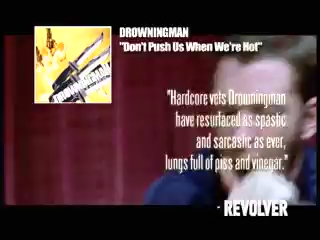 DROWNINGMAN
"Don't Push Us When We're Hot"
DROWNINGMAN
"Hardcore vets Drowningman
have resurfaced as spastic
and sarcastic as ever,
lungs full of piss and vinegar."
- REVOLVER